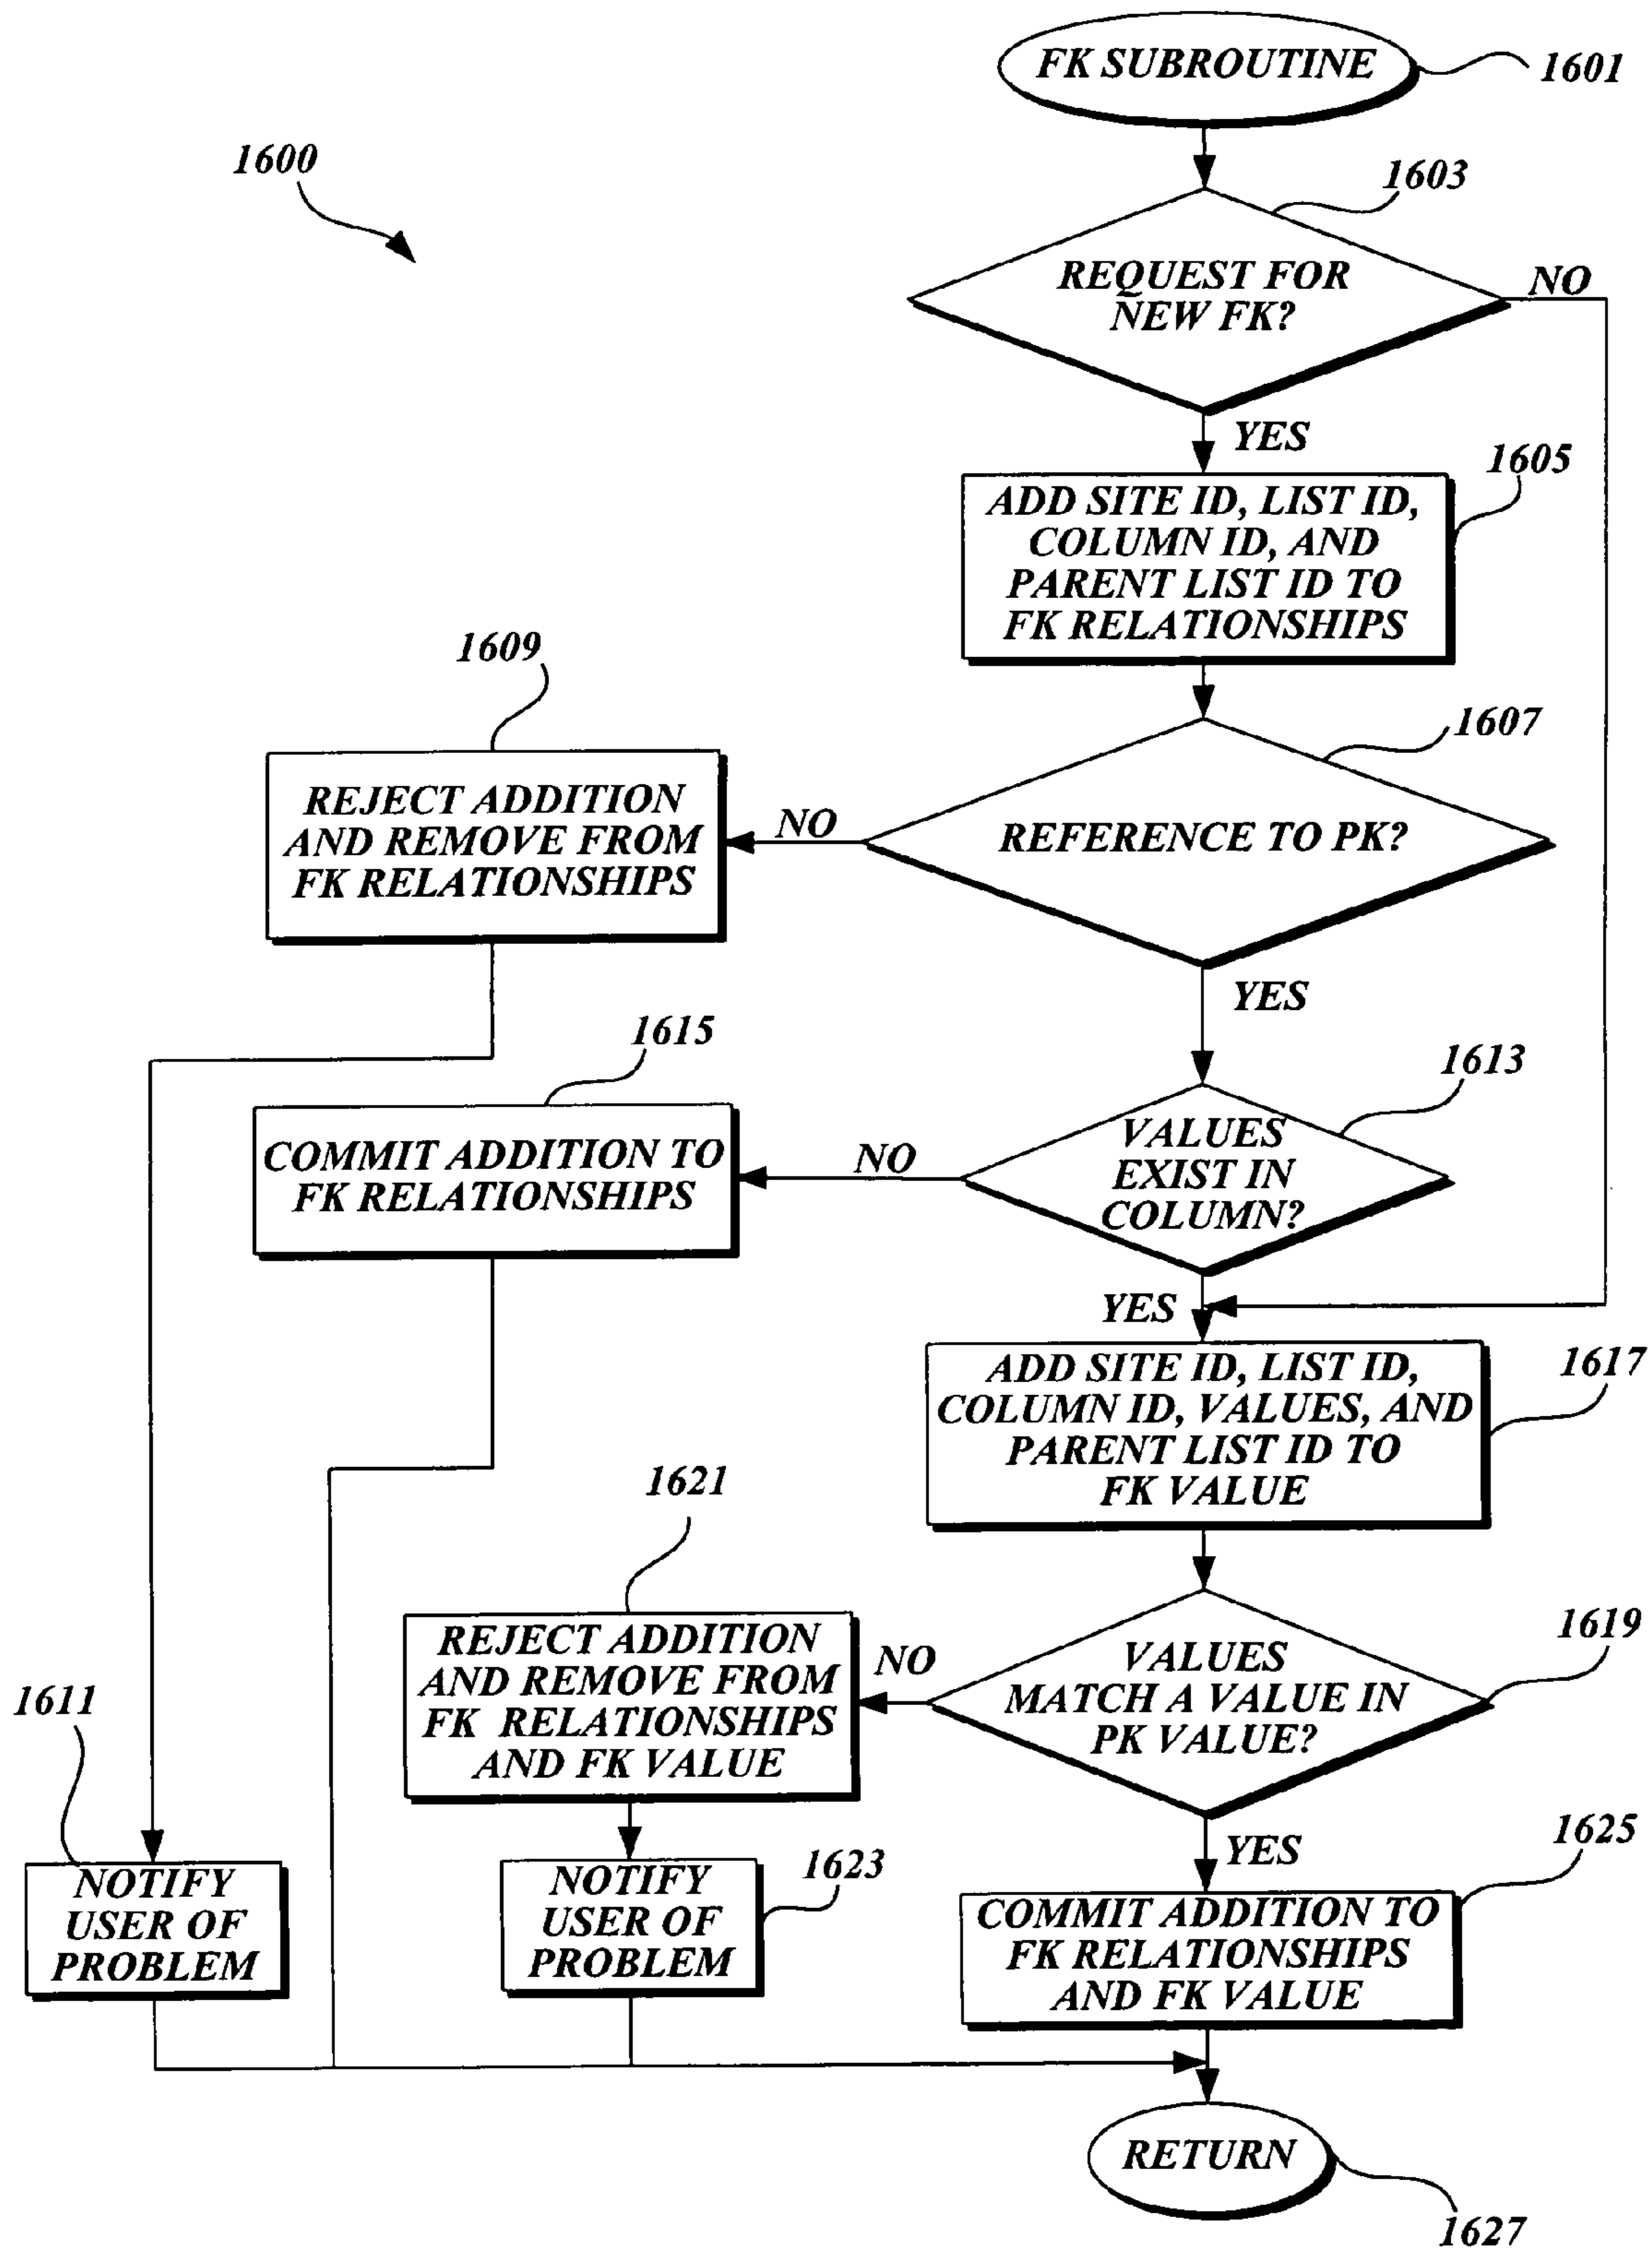 FK SUBROUTINE
1601
1600
1603
REQUEST FOR
NEW FK?
NO
YES
1605
ADD SITE ID, LIST ID,
COLUMN ID, AND
PARENT LIST ID TO
FK RELATIONSHIPS
1609
1607
REJECT ADDITION
AND REMOVE FROM
FK RELATIONSHIPS
NO
REFERENCE TO PK?
YES
1615
1613
COMMIT ADDITION TO
FK RELATIONSHIPS
NO
VALUES
EXIST IN
COLUMN?
YES
1617
ADD SITE ID, LIST ID,
COLUMN ID, VALUES, AND
PARENT LIST ID TO
FK VALUE
1621
1619
REJECT ADDITION
AND REMOVE FROM
FK RELATIONSHIPS
AND FK VALUE
NO
VALUES
MATCH A VALUE IN
PK VALUE?
1611
YES
1625
NOTIFY
USER OF
PROBLEM
NOTIFY
USER OF
PROBLEM
1623
COMMIT ADDITION TO
FK RELATIONSHIPS
AND FK VALUE
RETURN
1627